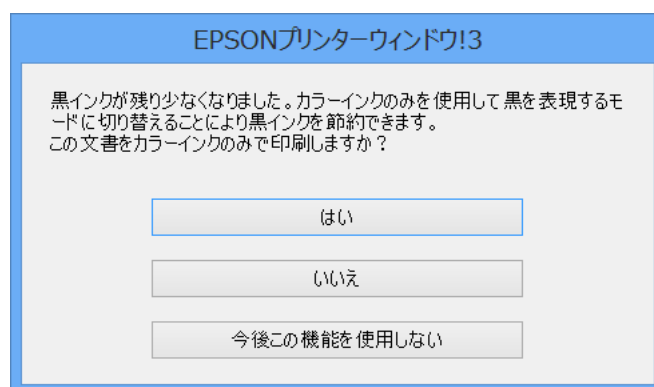 EPSONプリンターウィンドウ!3
黒インクが残り少なくなりました。カラーインクのみを使用して黒を表現するモ
ードに切り替えることにより黒インクを節約できます。
この文書をカラーインクのみで印刷しますか？
はい
いいえ
今後この機能を使用しない